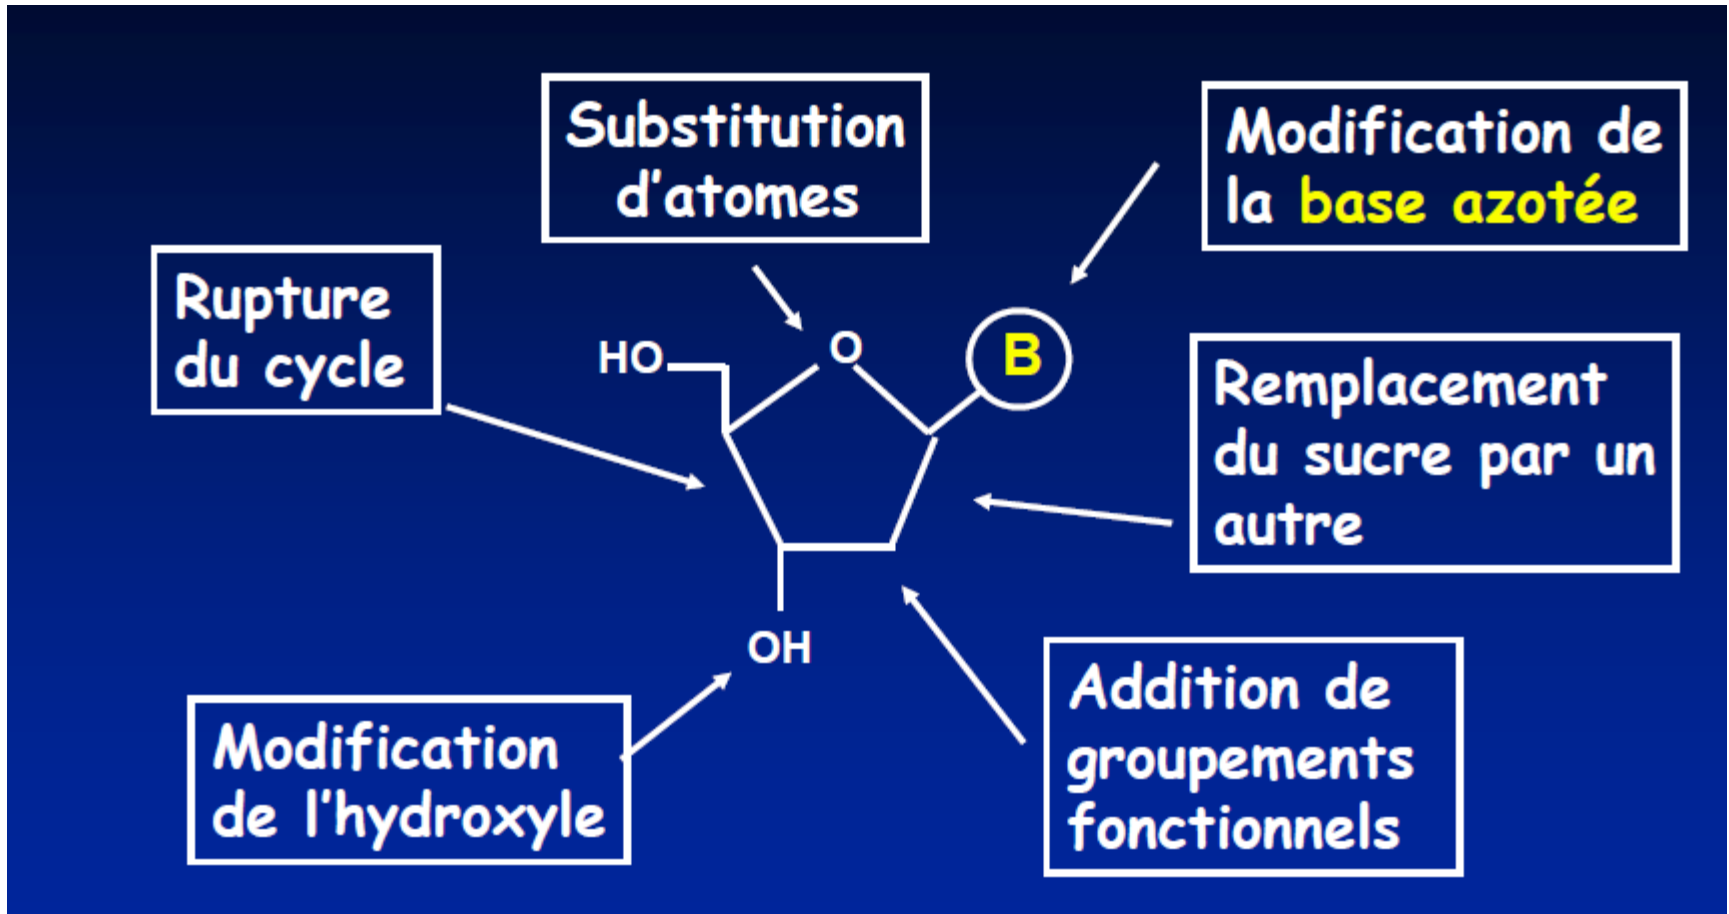 Substitution
d'atomes
Modification de
la base azotée
Rupture
du cycle
HO
O
B
Remplacement
du sucre par un
autre
OH
Modification
de l'hydroxyle
Addition de
groupements
fonctionnels